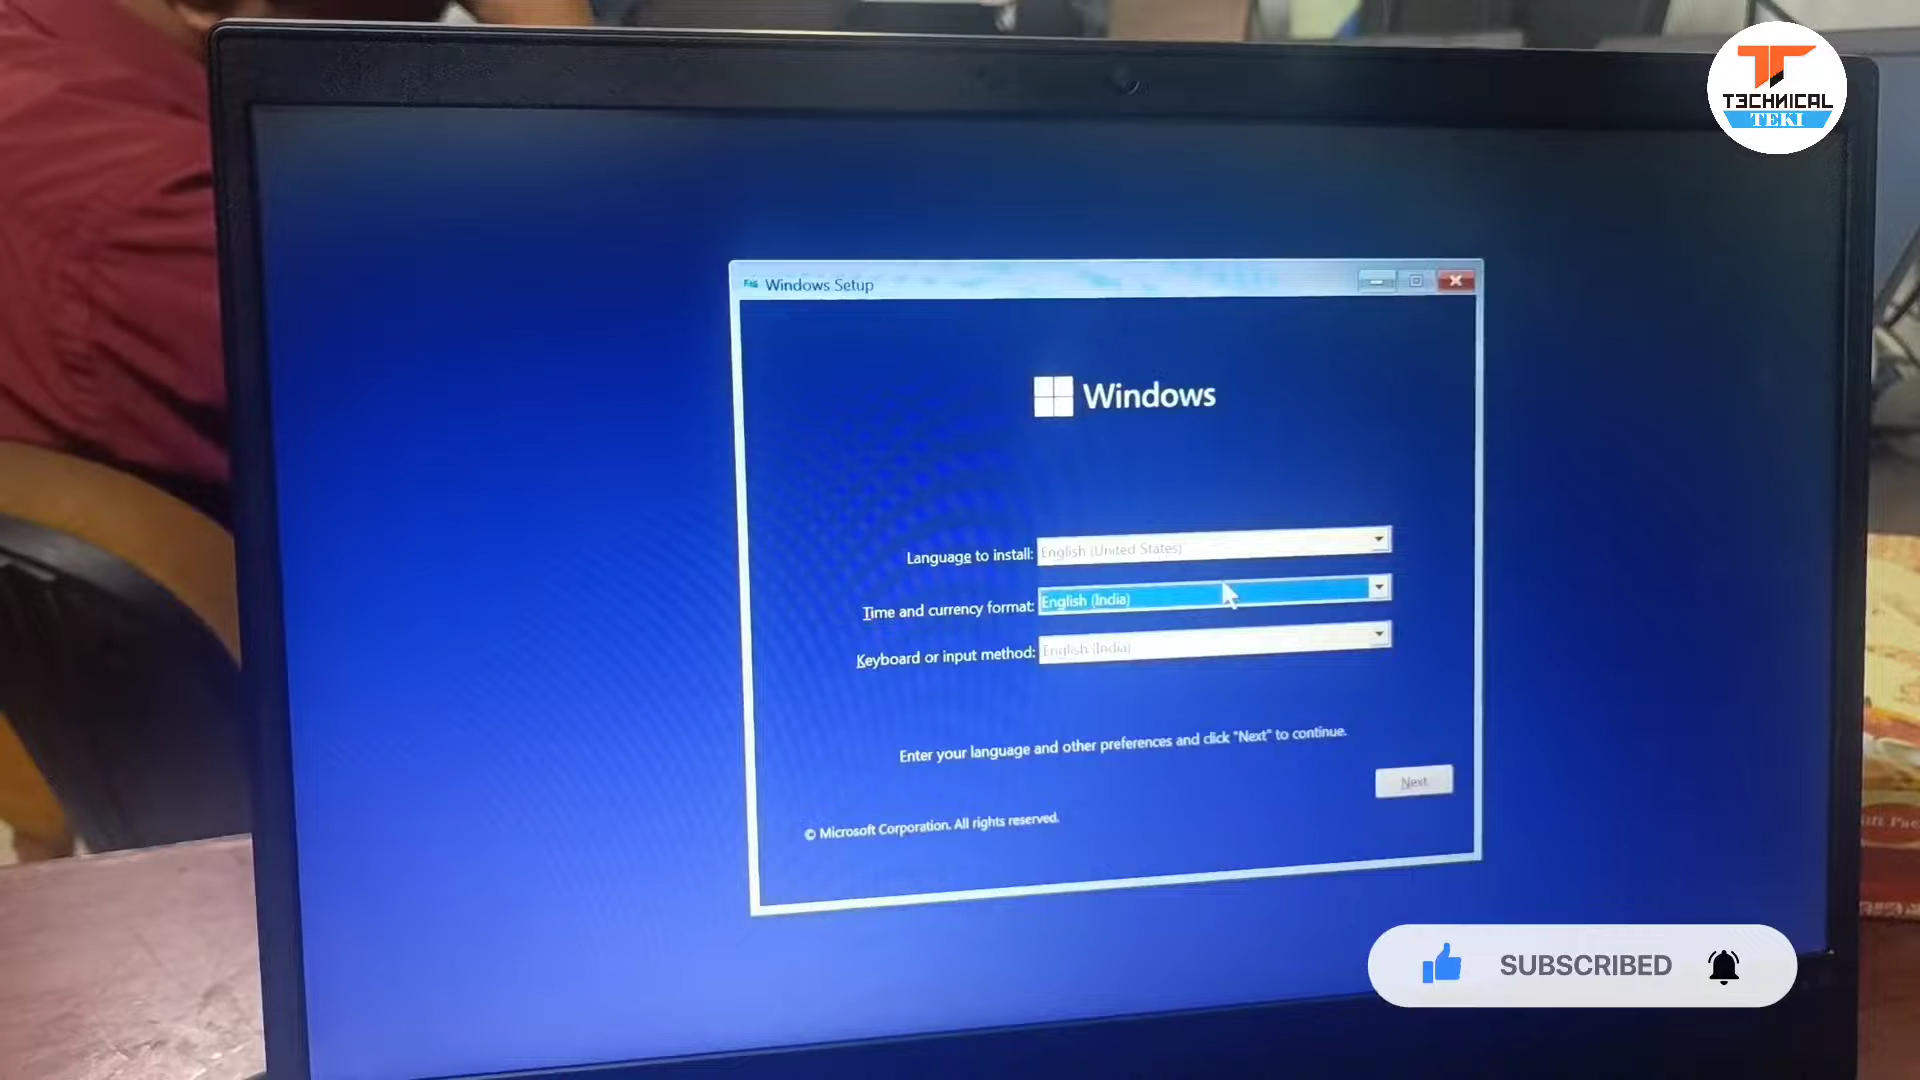 T3CHNICAL
TEKI
Windows Setup
Windows
Language to install: English (United States)
Time and currency format: English (India)
Keyboard or input method: English (India)
Enter your language and other preferences and click "Next" to continue.
Next
© Microsoft Corporation. All rights reserved.
SUBSCRIBED